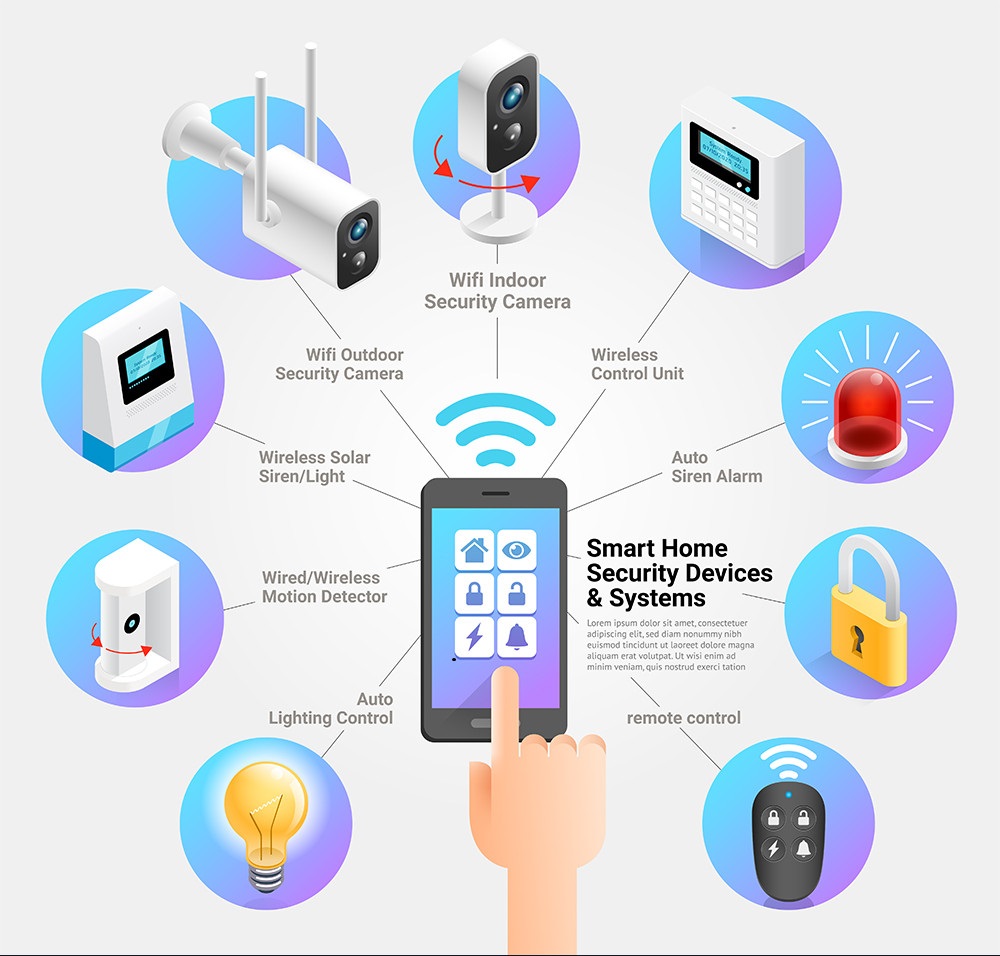 Wifi Indoor
Security Camera
Wifi Outdoor
Security Camera
Wireless
Control Unit
Wireless Solar
Siren/Light
Auto
Siren Alarm
Smart Home
Security Devices
& Systems
Lorem ipsum dolor sit amet, consectetuer
adipiscing elit, sed diam nonummy nibh
euismod tincidunt ut laoreet dolore magna
aliquam erat volutpat. Ut wisi enim ad
minim veniam, quis nostrud exerci tation
Wired/Wireless
Motion Detector
Auto
Lighting Control
remote control
System Ready